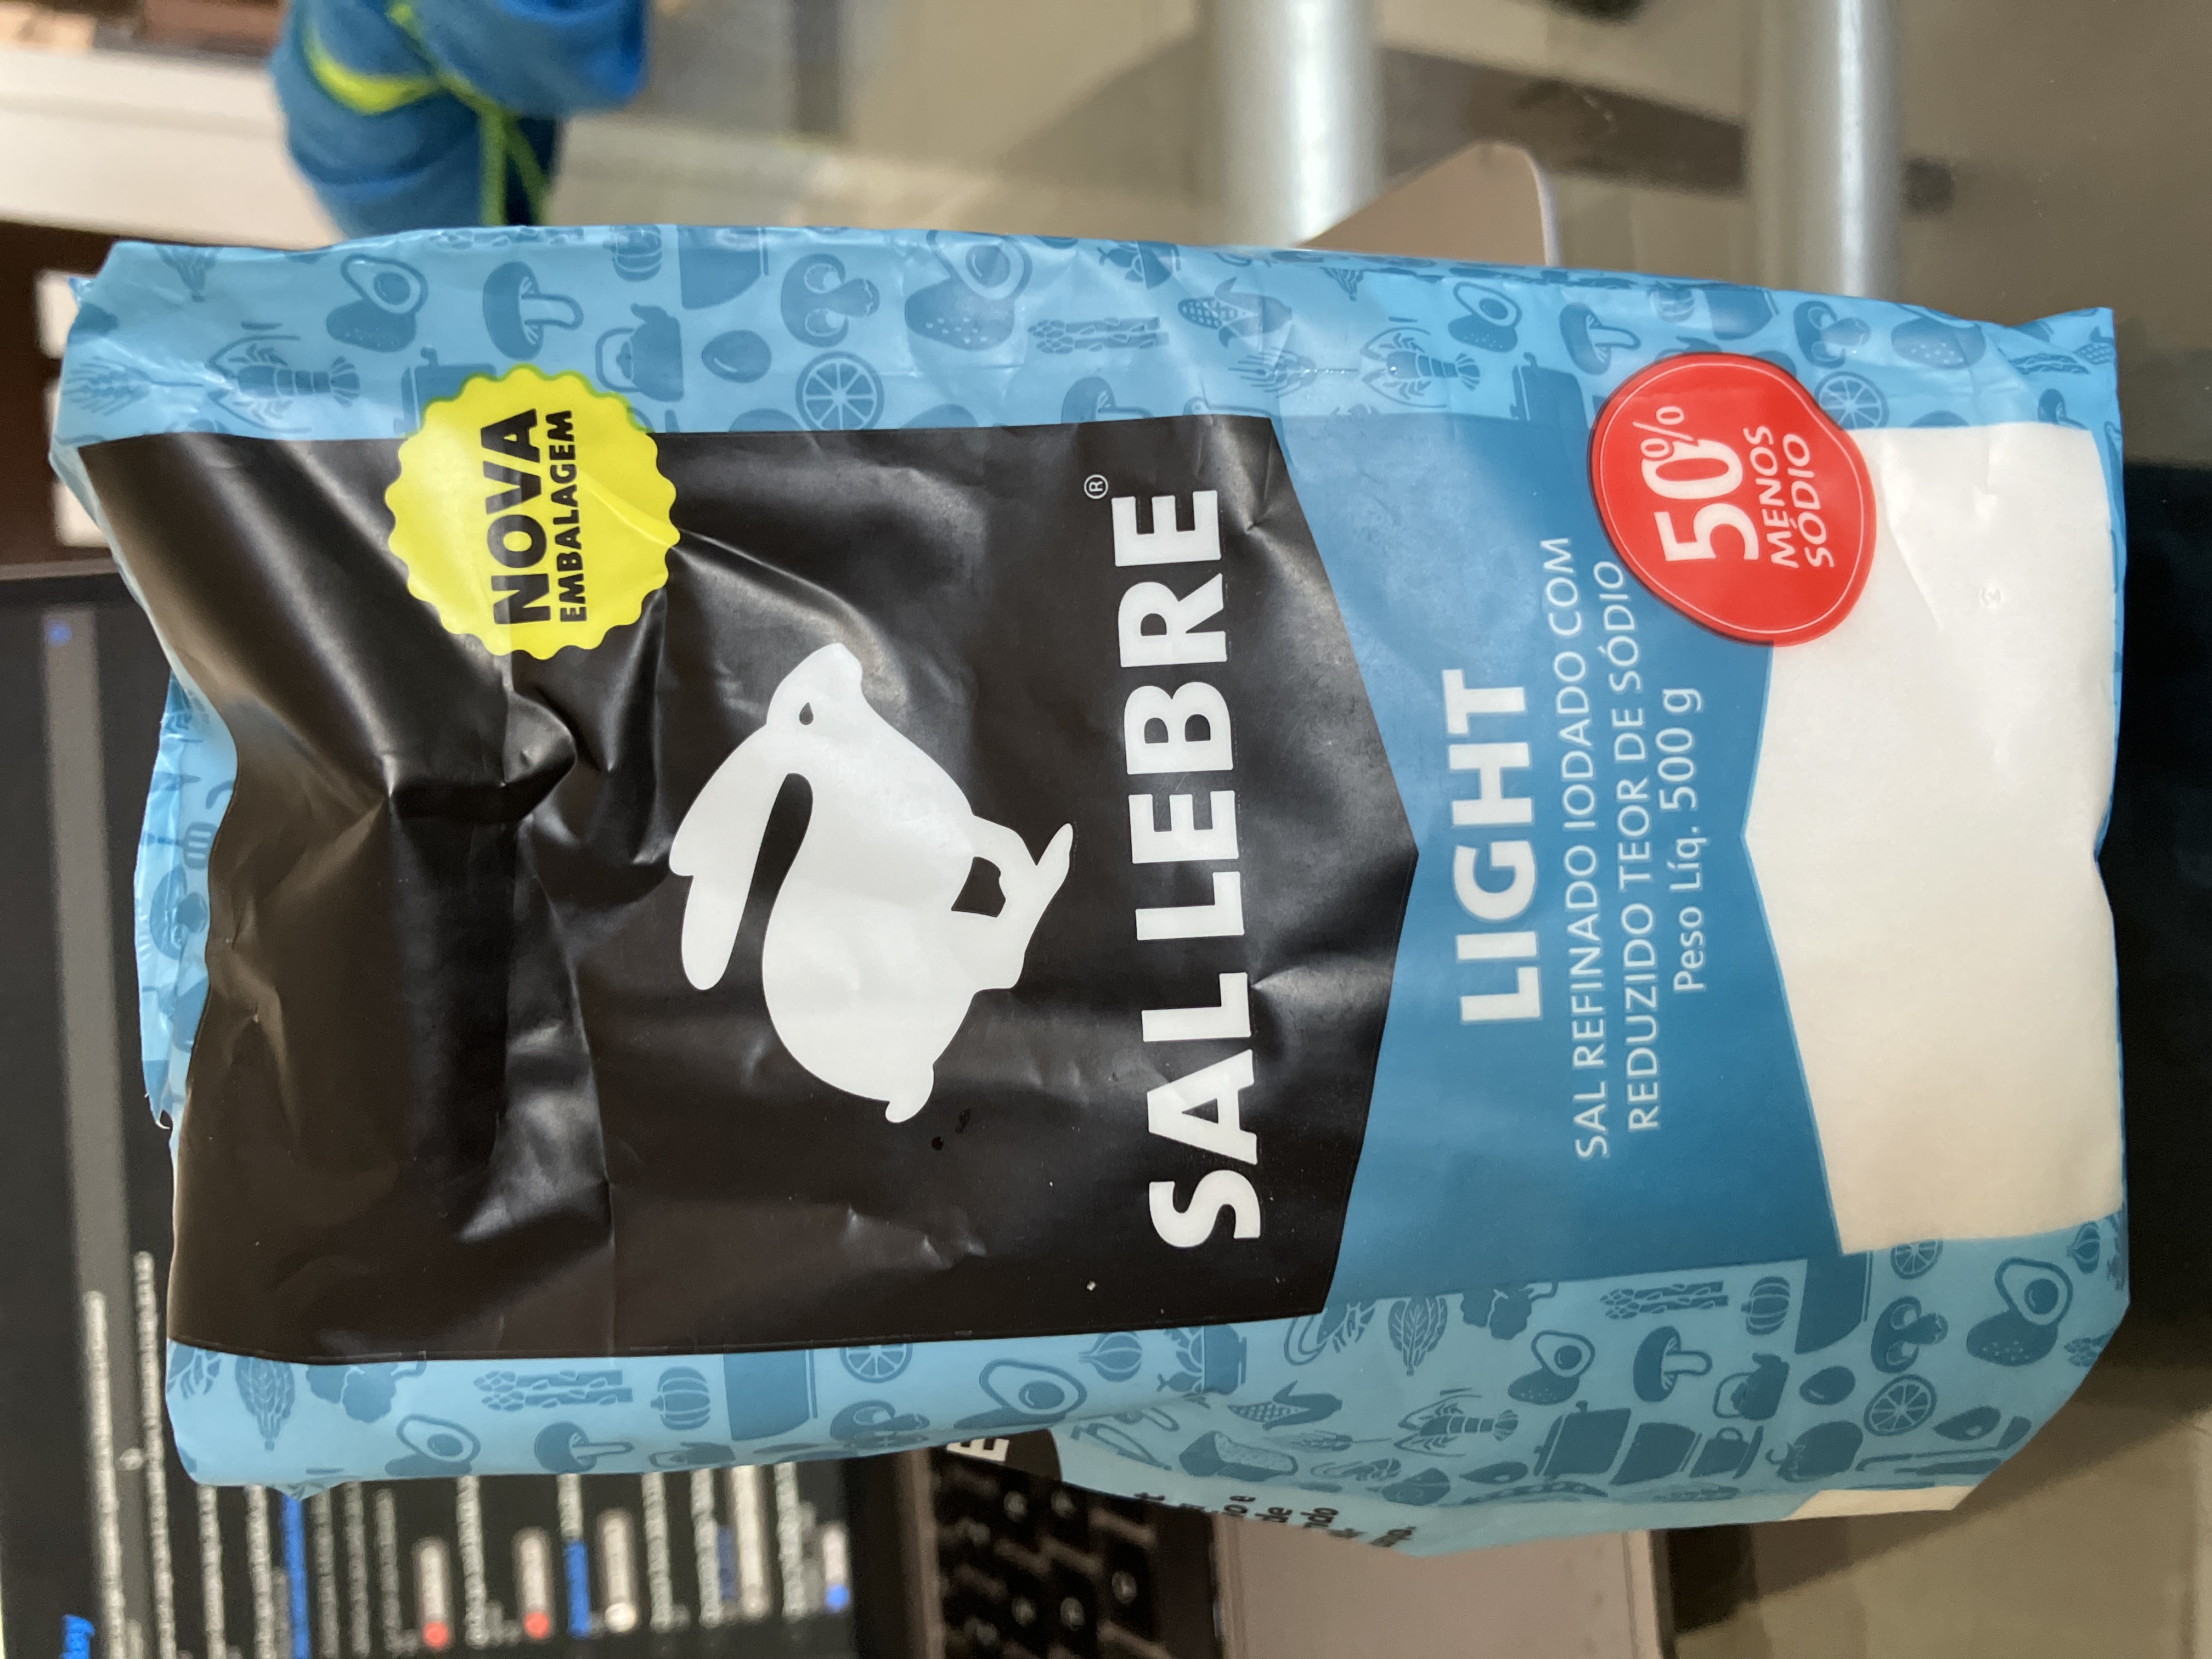 NOVA
EMBALAGEM
SAL LEBRE
®
LIGHT
SAL REFINADO IODADO COM
REDUZIDO TEOR DE SÓDIO
Peso Líq. 500 g
50%
MENOS
SÓDIO